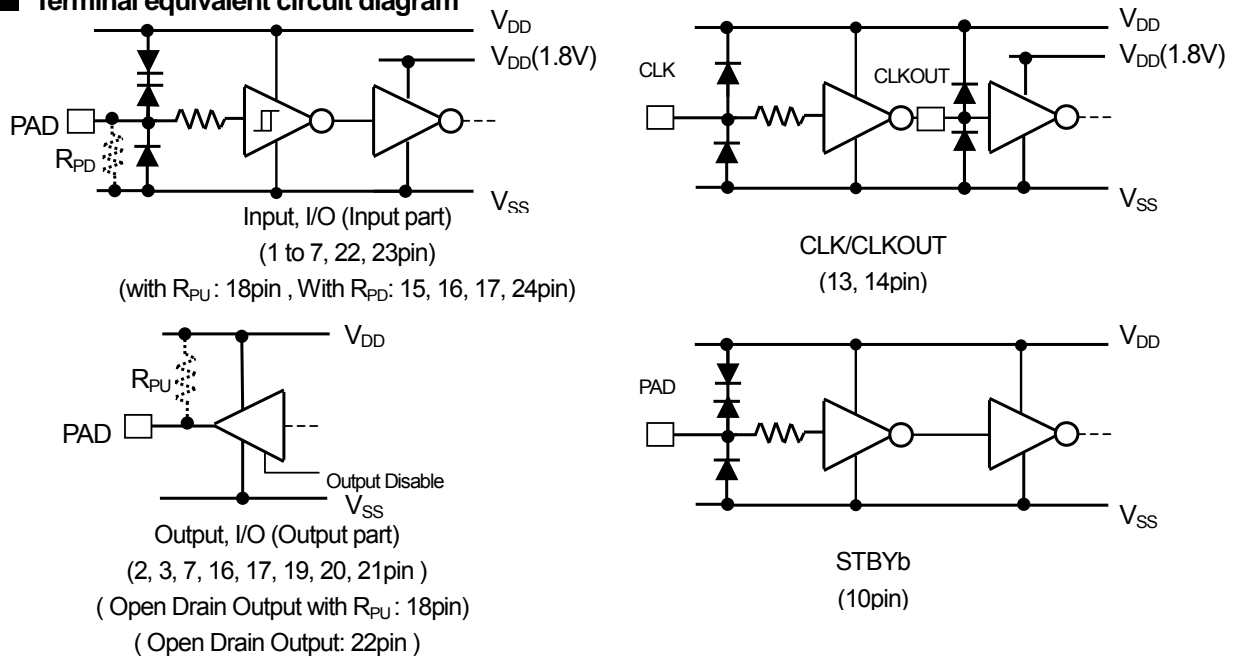 Terminal equivalent circuit diagram
VDD
VDD(1.8V)
PAD
RPD
VSS
Input, I/O (Input part)
(1 to 7, 22, 23pin)
(with RPU : 18pin , With RPD: 15, 16, 17, 24pin)
VDD
VDD(1.8V)
CLK
CLKOUT
VSS
CLK/CLKOUT
(13, 14pin)
VDD
RPU
PAD
Output Disable
VSS
Output, I/O (Output part)
(2, 3, 7, 16, 17, 19, 20, 21pin )
( Open Drain Output with RPU : 18pin)
( Open Drain Output: 22pin )
VDD
PAD
VSS
STBYb
(10pin)